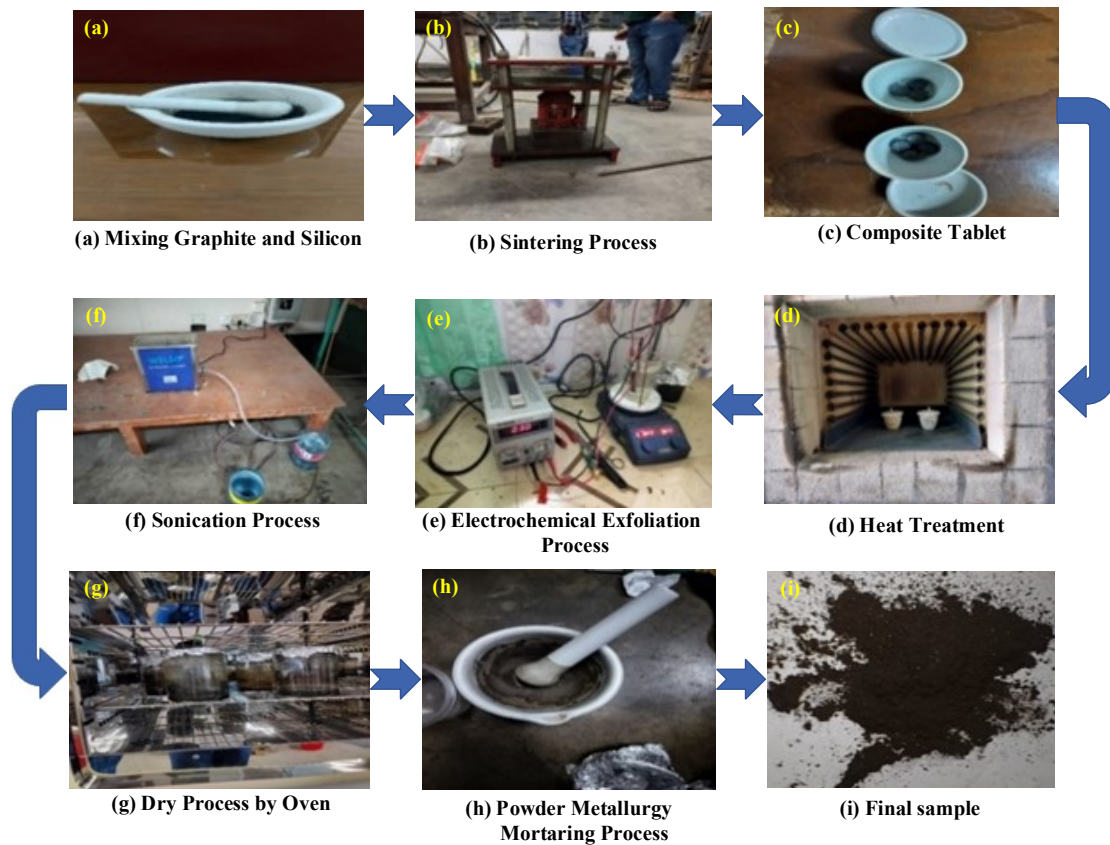 (a)
(a) Mixing Graphite and Silicon
(b)
(b) Sintering Process
(c)
(c) Composite Tablet
(d)
(d) Heat Treatment
(e)
(e) Electrochemical Exfoliation
Process
(f)
(f) Sonication Process
(g)
(g) Dry Process by Oven
(h)
(h) Powder Metallurgy
Mortaring Process
(i)
(i) Final sample